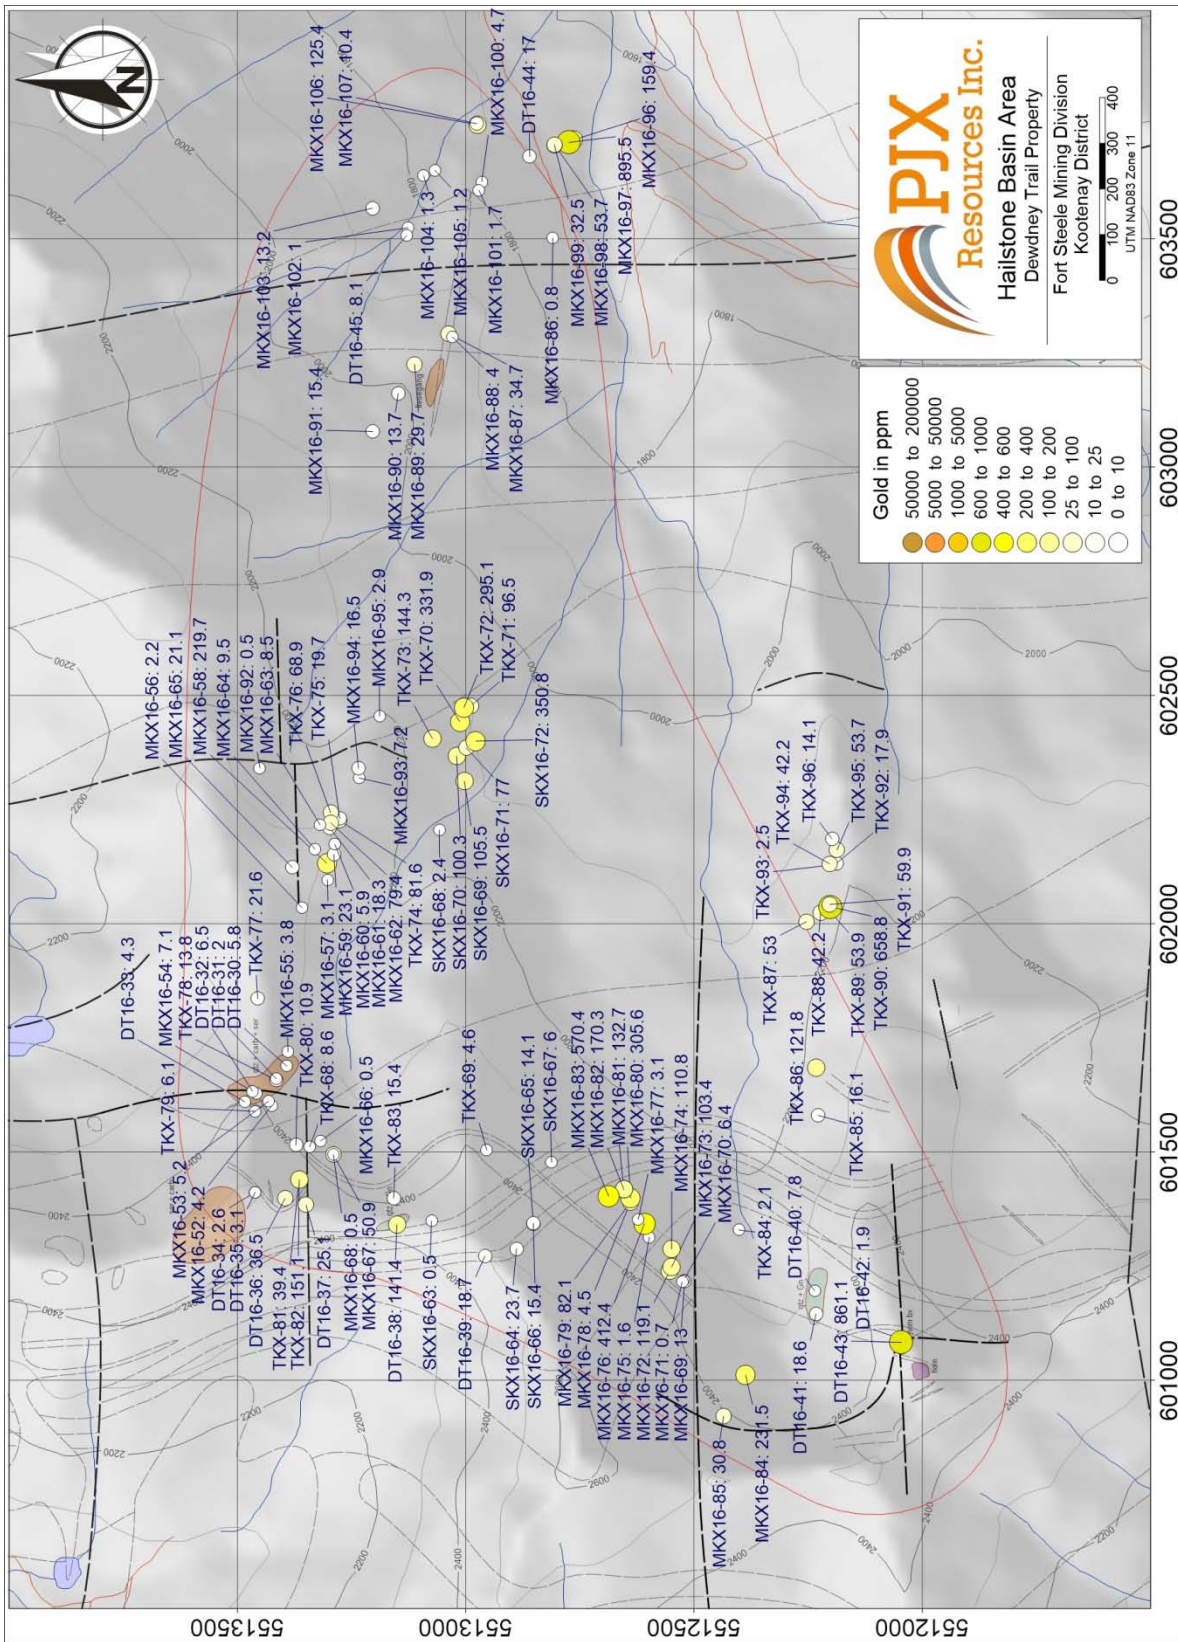 MKX16-106: 125.4
MKX16-107: 10.4
MKX16-100: 4.7
DT16-44: 17
MKX16-96: 159.4
MKX16-97: 895.5
MKX16-98: 53.7
MKX16-99: 32.5
MKX16-103: 13.2
MKX16-102: 1
DT16-45: 8.1
MKX16-104: 1.3
MKX16-105: 1.2
MKX16-101: 1.7
MKX16-86: 0.8
MKX16-91: 15.4
MKX16-90: 13.7
MKX16-89: 29.7
MKX16-88: 4
MKX16-87: 34.7
MKX16-56: 2.2
MKX16-65: 21.1
MKX16-58: 219.7
MKX16-64: 9.5
MKX16-92: 0.5
MKX16-63: 8.5
TKX-76: 68.9
TKX-75: 19.7
MKX16-94: 16.5
MKX16-95: 2.9
TKX-73: 144.3
TKX-70: 331.9
TKX-72: 295.1
TKX-71: 96.5
SKX16-72: 350.8
SKX16-71: 77
MKX16-93: 7.2
DT16-33: 4.3
MKX16-54: 7.1
TKX-78: 13.8
DT16-32: 6.5
DT16-31: 2
DT16-30: 5.8
TKX-77: 21.6
MKX16-55: 3.8
TKX-80: 10.9
MKX16-57: 3.1
MKX16-59: 23.1
MKX16-60: 5.9
MKX16-61: 18.3
MKX16-62: 79.4
TKX-74: 81.6
SKX16-68: 2.4
SKX16-70: 100.3
SKX16-69: 105.5
TKX-79: 6.1
TKX-68: 8.6
MKX16-66: 0.5
TKX-83: 15.4
TKX-69: 4.6
SKX16-65: 14.1
SKX16-67: 6
MKX16-83: 570.4
MKX16-82: 170.3
MKX16-81: 132.7
MKX16-80: 305.6
MKX16-77: 3.1
MKX16-74: 110.8
MKX16-73: 103.4
MKX16-70: 6.4
MKX16-53: 5.2
MKX16-52: 4.2
DT16-34: 2.6
DT16-35: 3.1
DT16-36: 36.5
TKX-81: 39.4
TKX-82: 151.1
DT16-37: 25.1
MKX16-68: 0.5
MKX16-67: 50.9
DT16-38: 141.4
SKX16-63: 0.5
DT16-39: 18.7
SKX16-64: 23.7
SKX16-66: 15.4
MKX16-79: 82.1
MKX16-78: 4.5
MKX16-76: 412.4
MKX16-75: 1.6
MKX16-72: 119.1
MKX16-71: 0.7
MKX16-69: 13
MKX16-85: 30.8
MKX16-84: 231.5
TKX-93: 2.5
TKX-94: 42.2
TKX-96: 14.1
TKX-95: 53.7
TKX-92: 17.9
TKX-91: 59.9
TKX-87: 53
TKX-88: 42.2
TKX-89: 53.9
TKX-90: 658.8
TKX-86: 121.8
TKX-85: 16.1
TKX-84: 2.1
DT16-40: 7.8
DT16-42: 1.9
DT16-41: 18.6
DT16-43: 861.1
N
PJX
Resources Inc.
Hailstone Basin Area
Dewdney Trail Property
Fort Steele Mining Division
Kootenay District
0 100 200 300 400
UTM NAD83 Zone 11
Gold in ppm
50000 to 200000
5000 to 50000
1000 to 5000
600 to 1000
400 to 600
200 to 400
100 to 200
25 to 100
10 to 25
0 to 10
5513500
5513000
5512500
5512000
601000
601500
602000
602500
603000
603500